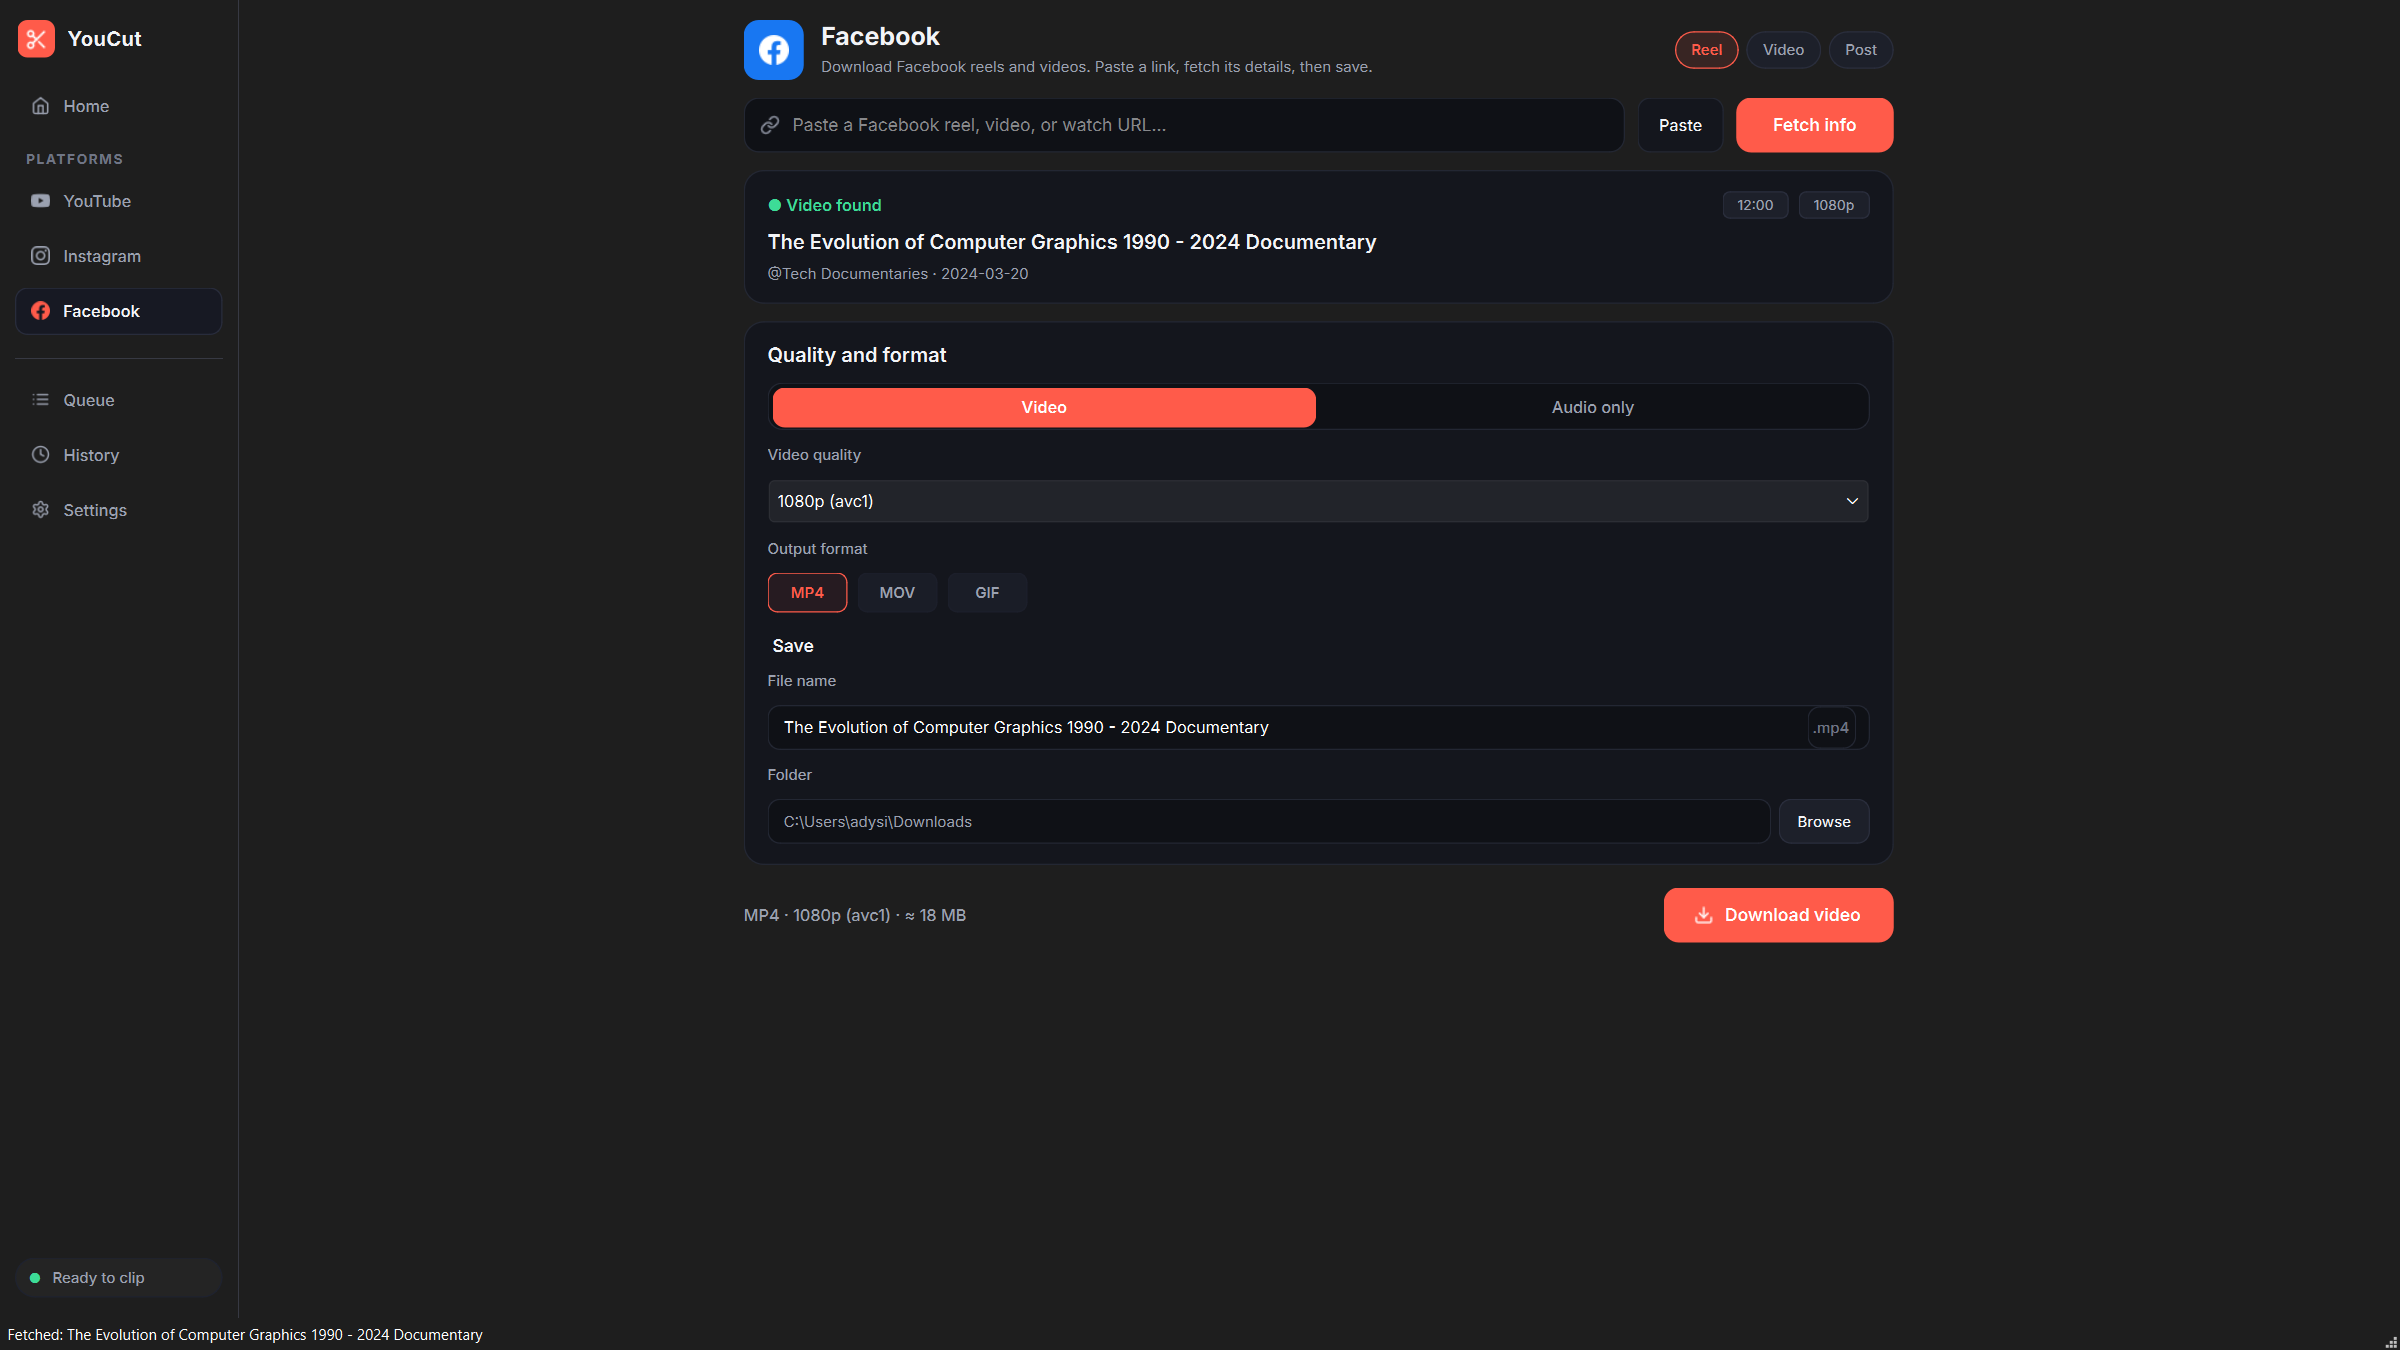 YouCut
Home
PLATFORMS
YouTube
Instagram
Facebook
Queue
History
Settings
Ready to clip
Facebook
Download Facebook reels and videos. Paste a link, fetch its details, then save.
Reel
Video
Post
Paste a Facebook reel, video, or watch URL...
Paste
Fetch info
Video found
12:00
1080p
The Evolution of Computer Graphics 1990 - 2024 Documentary
@Tech Documentaries · 2024-03-20
Quality and format
Video
Audio only
Video quality
1080p (avc1)
Output format
MP4
MOV
GIF
Save
File name
The Evolution of Computer Graphics 1990 - 2024 Documentary
.mp4
Folder
C:\Users\adysi\Downloads
Browse
MP4 · 1080p (avc1) · ≈ 18 MB
Download video
Fetched: The Evolution of Computer Graphics 1990 - 2024 Documentary